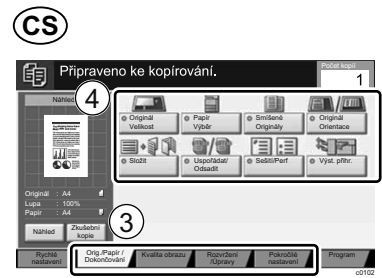 CS
Připraveno ke kopírování.
Počet kopií
1
Náhled
4
Originál
Velikost
Papír
Výběr
Smíšené
Originály
Originál
Orientace
Složit
Uspořádat/
Odsadit
Sešití/Perf
Výst. přihr.
Originál : A4
Lupa : 100%
Papír : A4
3
Náhled
Zkušební
kopie
Rychlé
nastavení
Orig./Papír /
Dokončování
Kvalita obrazu
Rozvržení
/Úpravy
Pokročilé
nastavení
Program
c0102